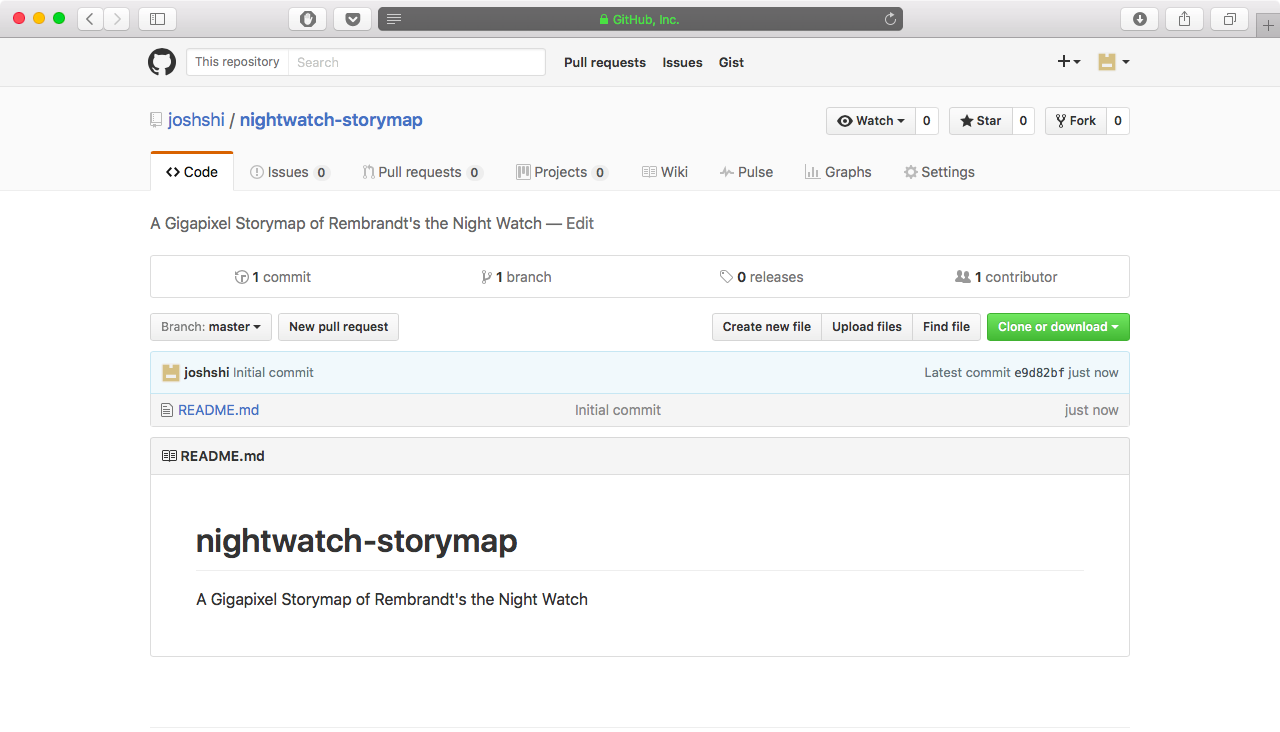 GitHub, Inc.
This repository Search Pull requests Issues Gist
joshshi / nightwatch-storymap Watch 0 Star 0 Fork 0
Code Issues 0 Pull requests 0 Projects 0 Wiki Pulse Graphs Settings
A Gigapixel Storymap of Rembrandt's the Night Watch — Edit
1 commit 1 branch 0 releases 1 contributor
Branch: master New pull request Create new file Upload files Find file Clone or download
joshshi Initial commit Latest commit e9d82bf just now
README.md Initial commit just now
README.md
nightwatch-storymap
A Gigapixel Storymap of Rembrandt's the Night Watch